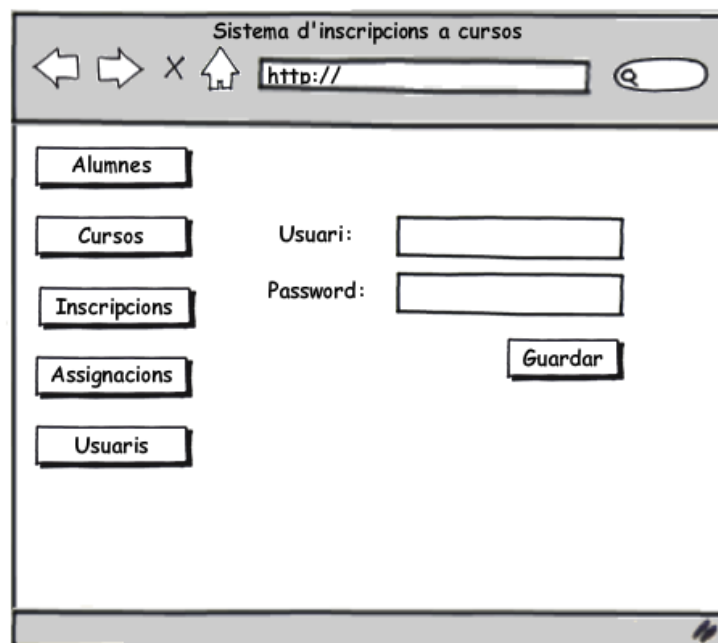 Sistema d'inscripcions a cursos
http://
Alumnes
Cursos
Inscripcions
Assignacions
Usuaris
Usuari:
Password:
Guardar